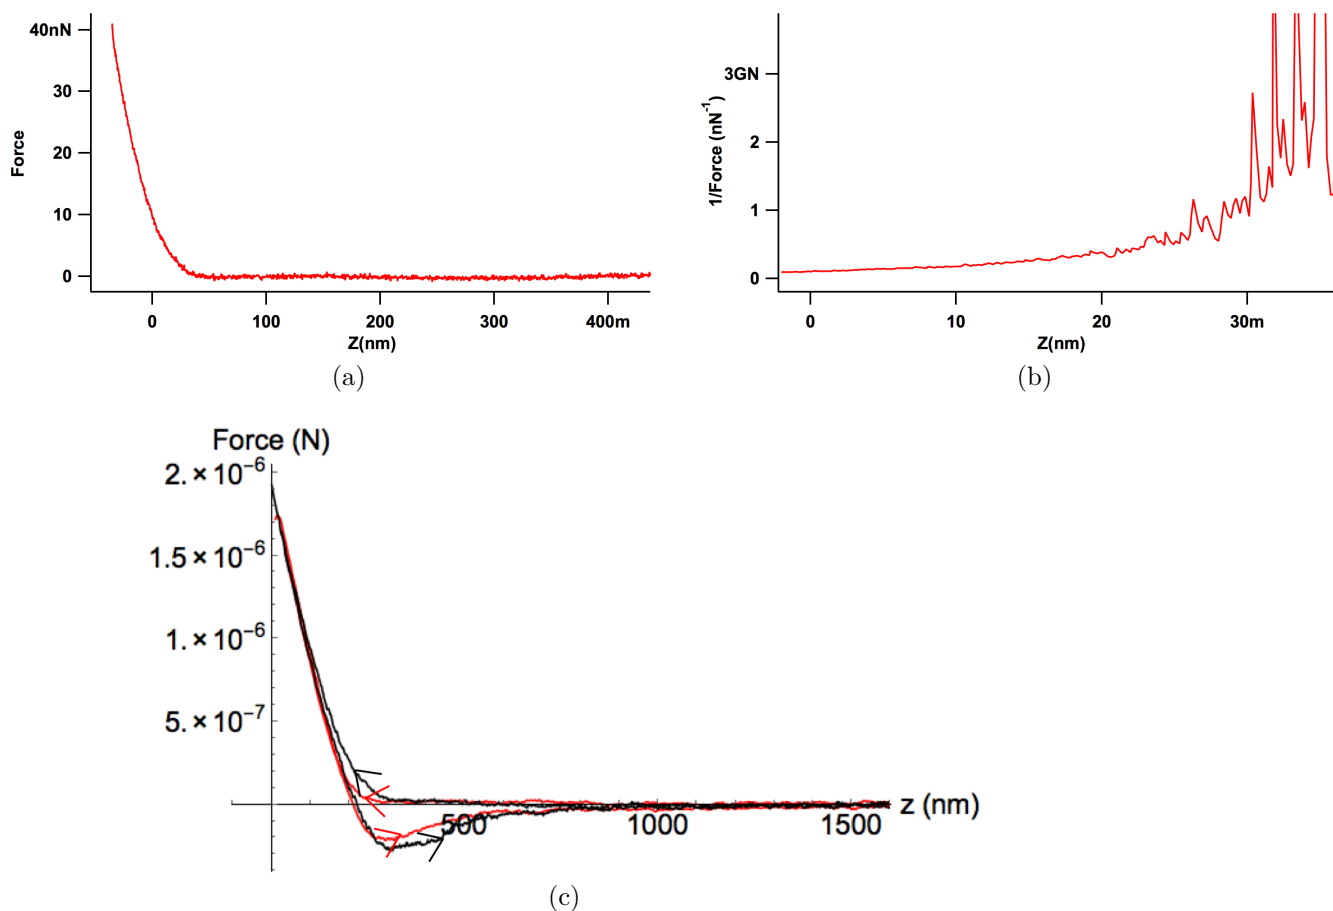 40nN
30
20
10
0
Force
0 100 200 300 400m
Z(nm)
(a)
3GN
2
1
0
1/Force (nN⁻¹)
0 10 20 30m
Z(nm)
(b)
Force (N)
2.×10⁻⁶
1.5×10⁻⁶
1.×10⁻⁶
5.×10⁻⁷
500 1000 1500
z (nm)
(c)